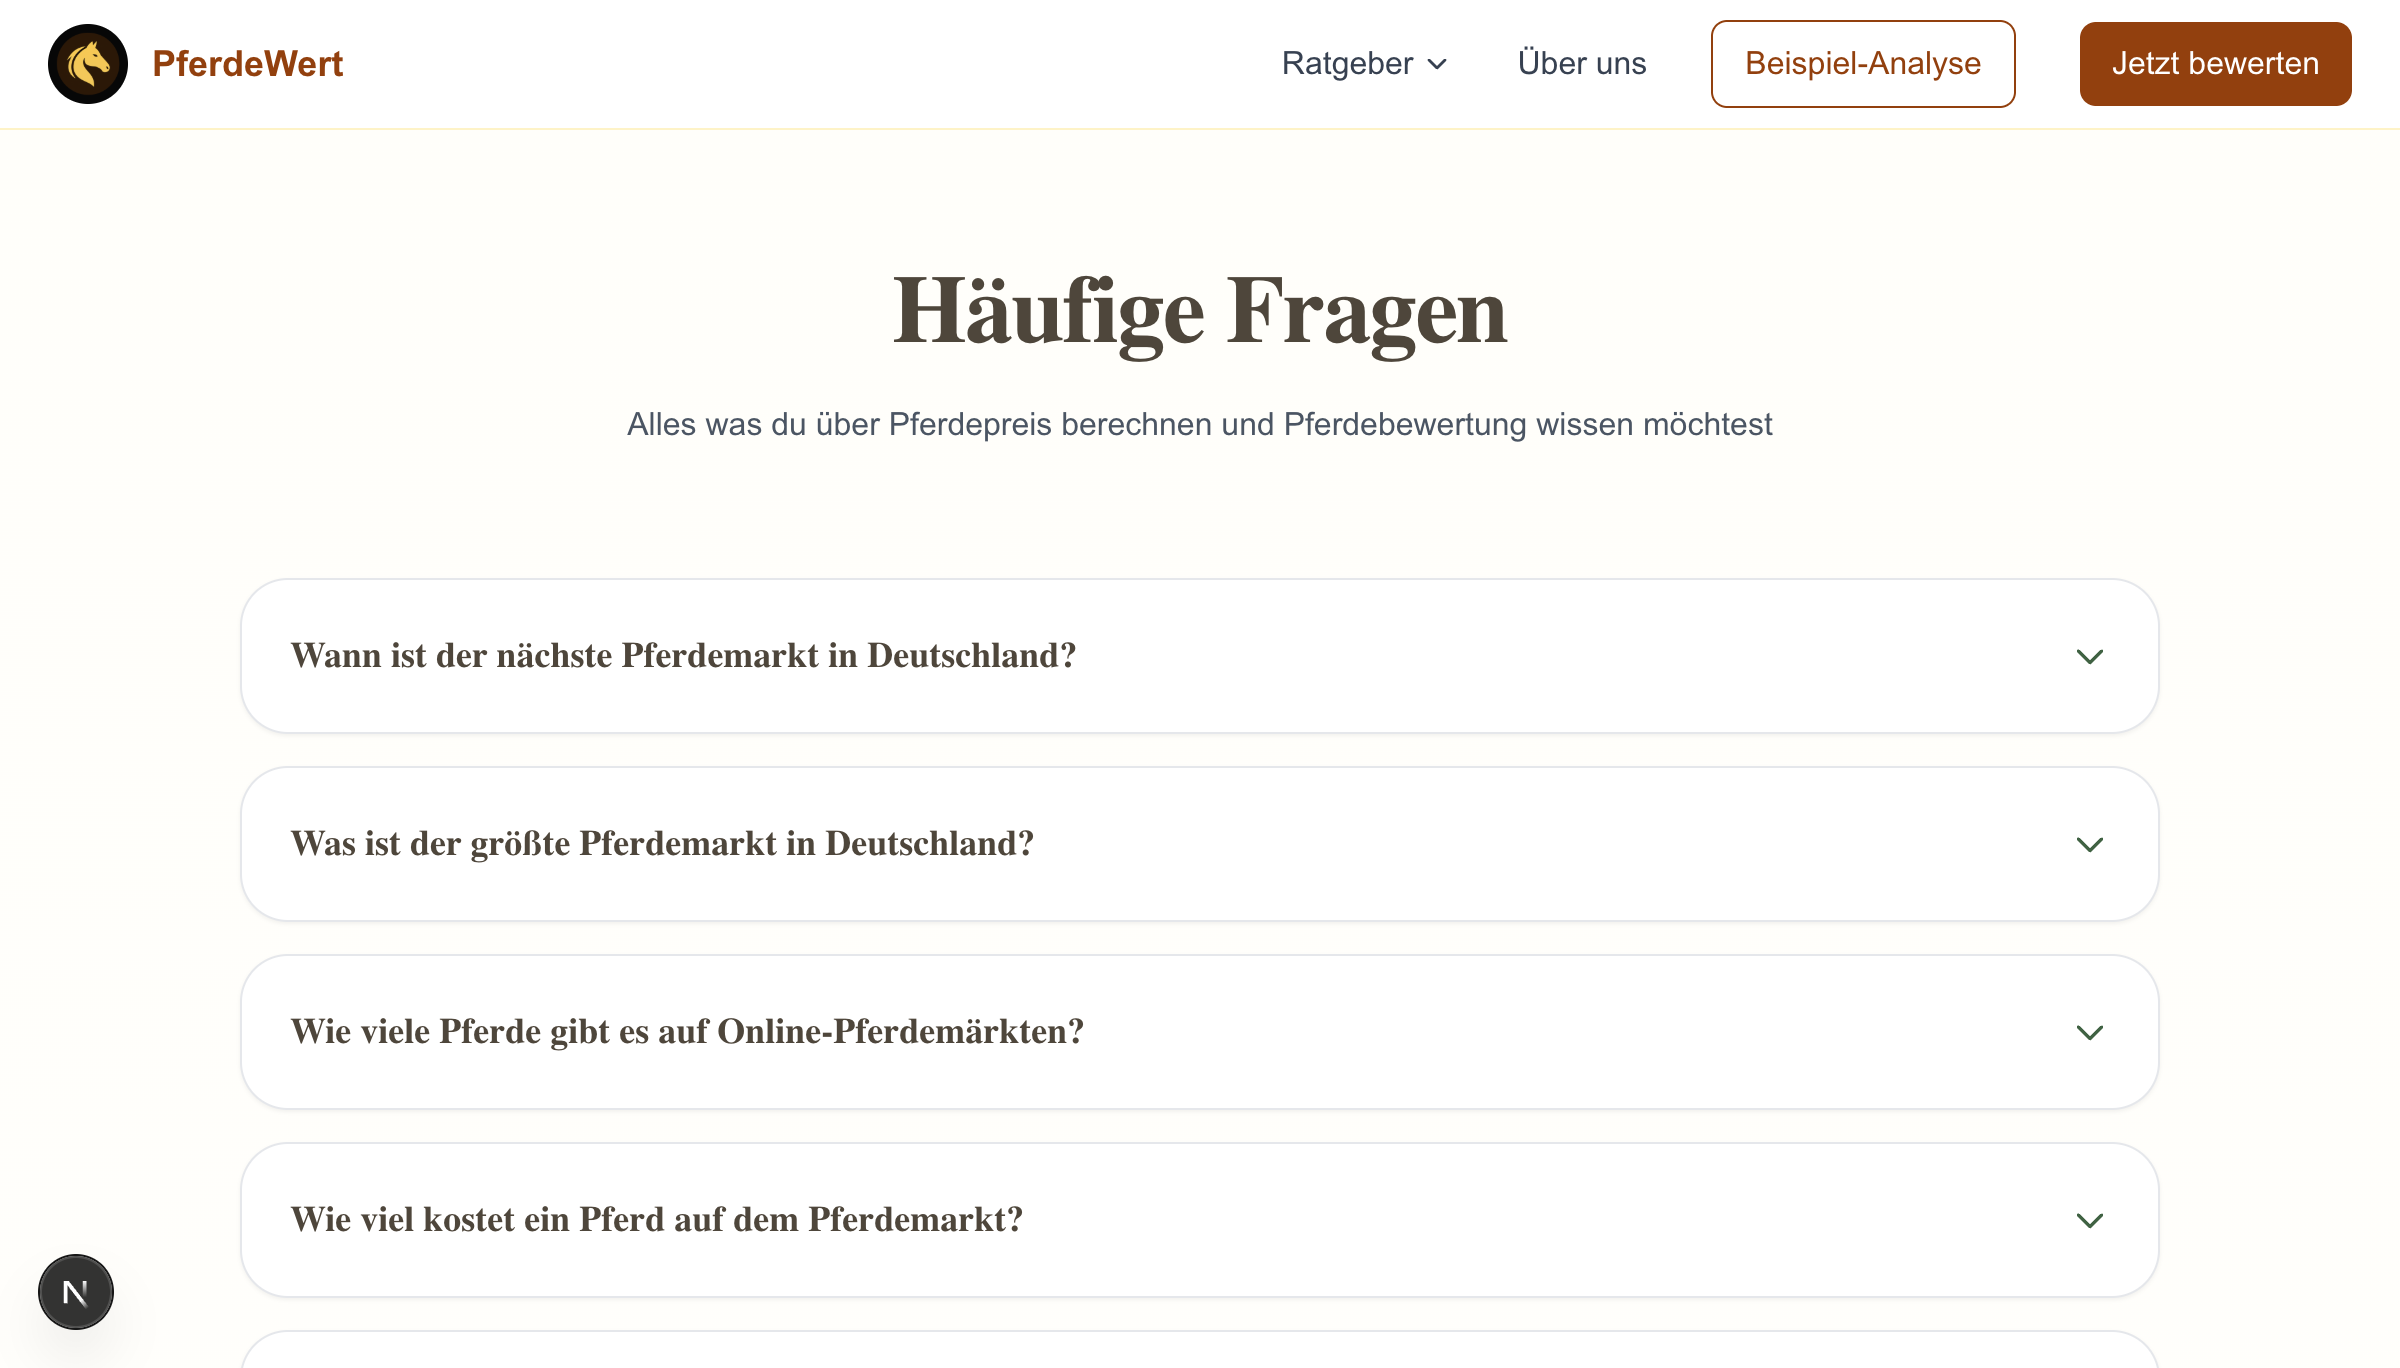 PferdeWert
Ratgeber
Über uns
Beispiel-Analyse
Jetzt bewerten
Häufige Fragen
Alles was du über Pferdepreis berechnen und Pferdebewertung wissen möchtest
Wann ist der nächste Pferdemarkt in Deutschland?
Was ist der größte Pferdemarkt in Deutschland?
Wie viele Pferde gibt es auf Online-Pferdemärkten?
Wie viel kostet ein Pferd auf dem Pferdemarkt?
N